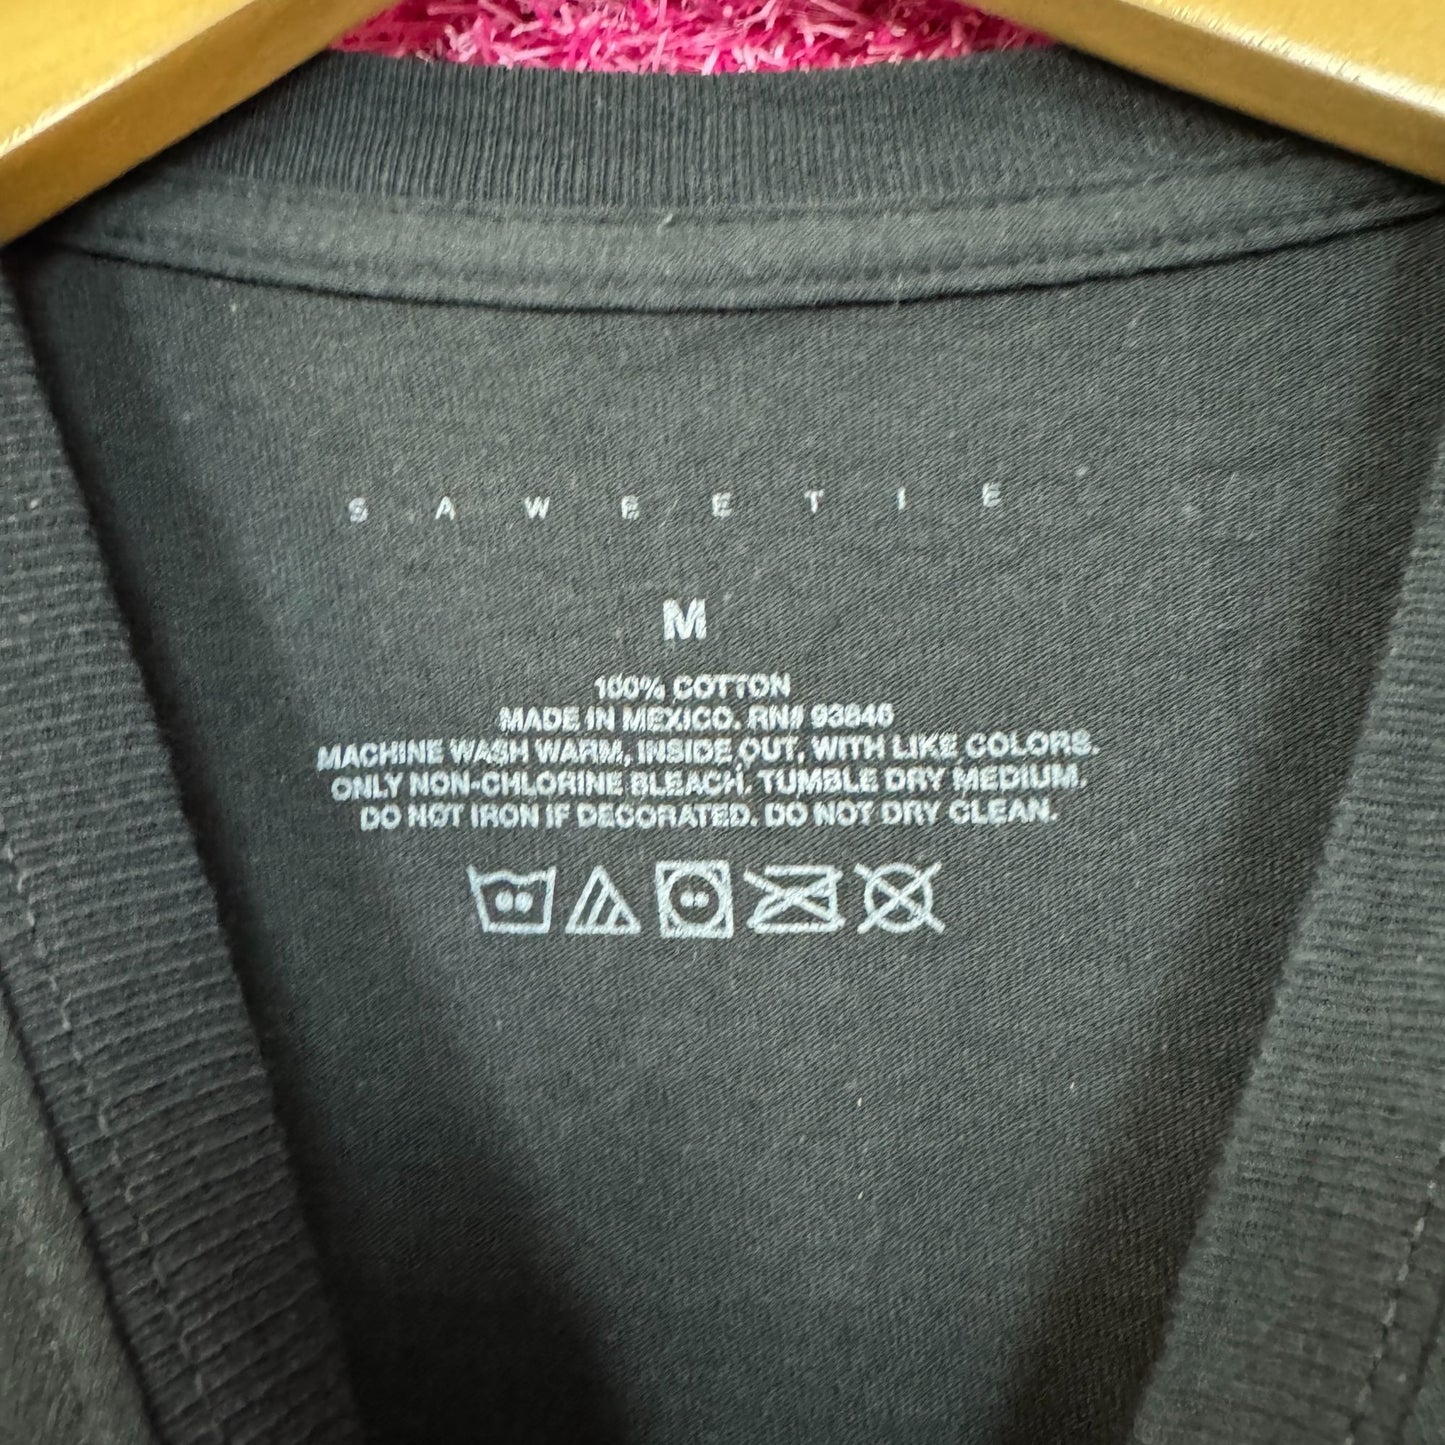 S A W E E T I E
M
100% COTTON
MADE IN MEXICO. RN# 93846
MACHINE WASH WARM, INSIDE OUT, WITH LIKE COLORS.
ONLY NON-CHLORINE BLEACH. TUMBLE DRY MEDIUM.
DO NOT IRON IF DECORATED. DO NOT DRY CLEAN.